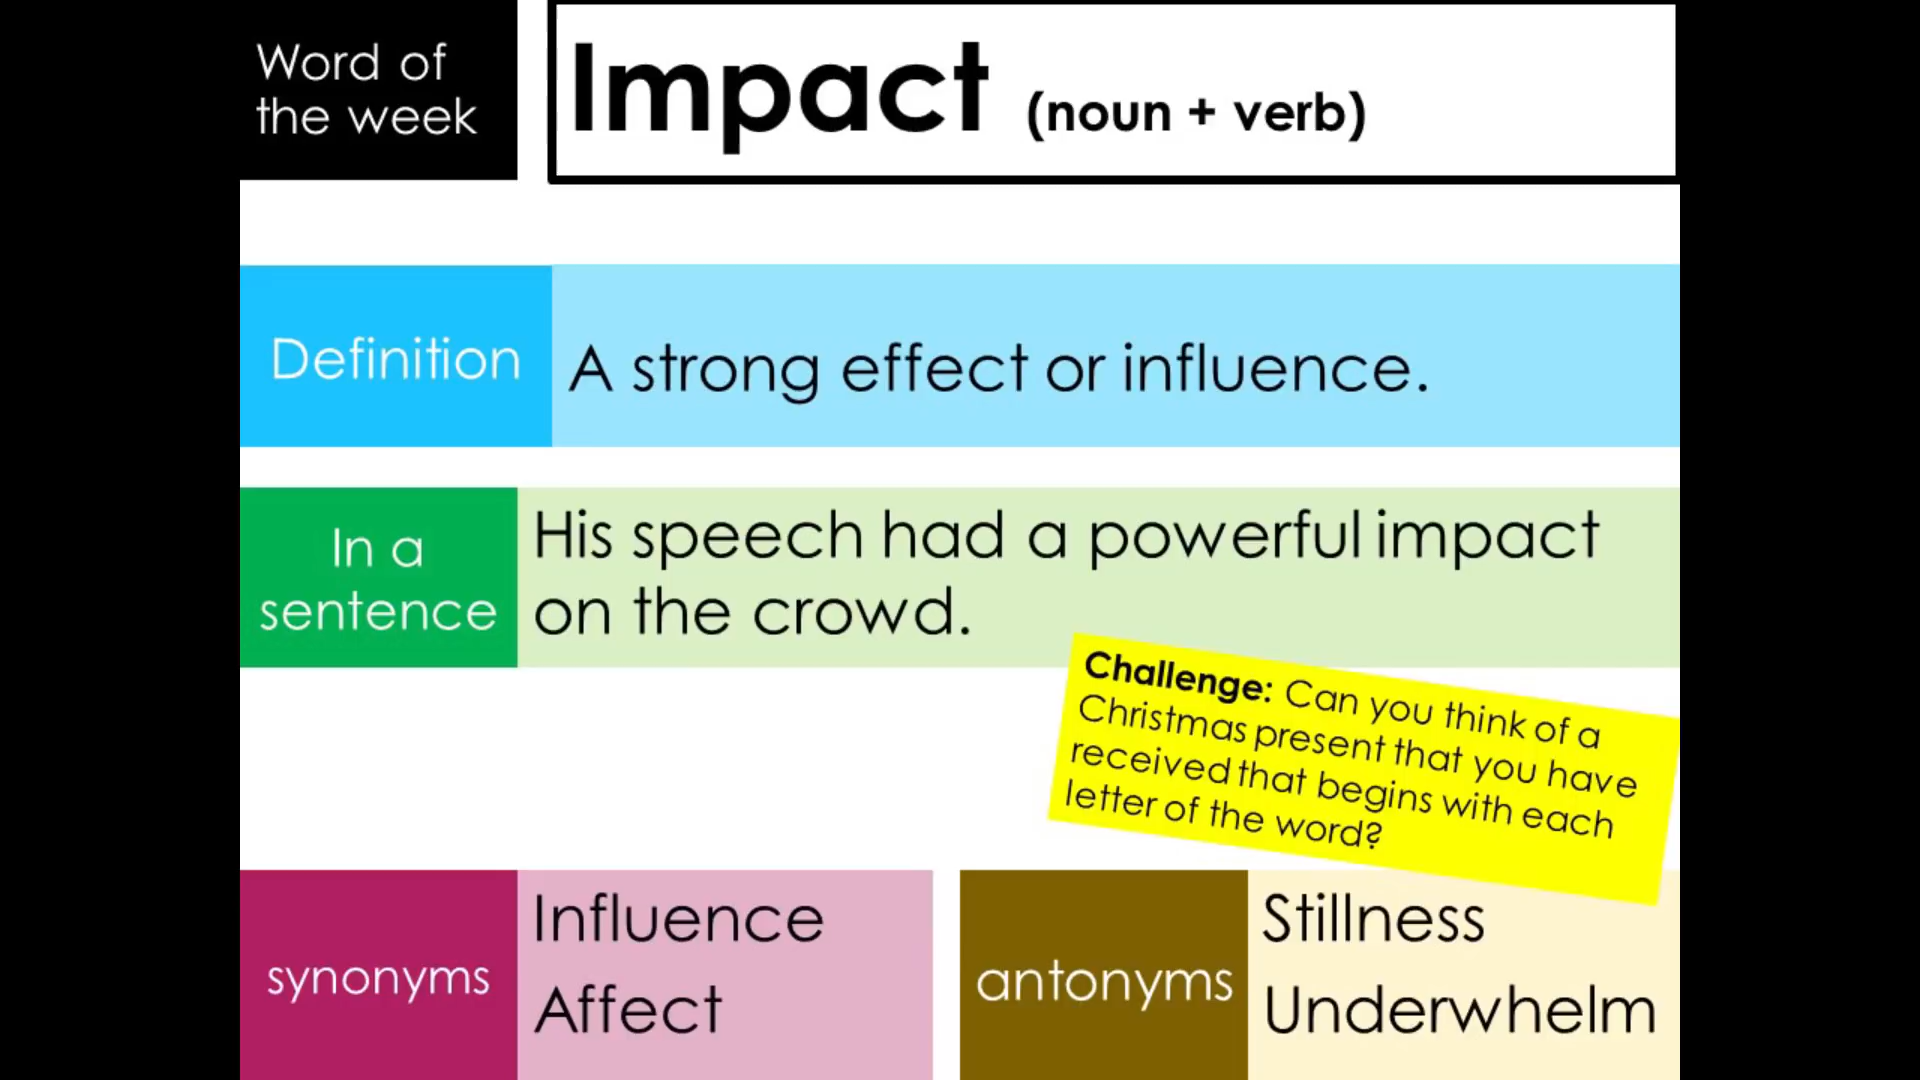 Word of
the week
Impact (noun + verb)
Definition
A strong effect or influence.
In a
sentence
His speech had a powerful impact
on the crowd.
Challenge: Can you think of a
Christmas present that you have
received that begins with each
letter of the word?
synonyms
Influence
Affect
antonyms
Stillness
Underwhelm